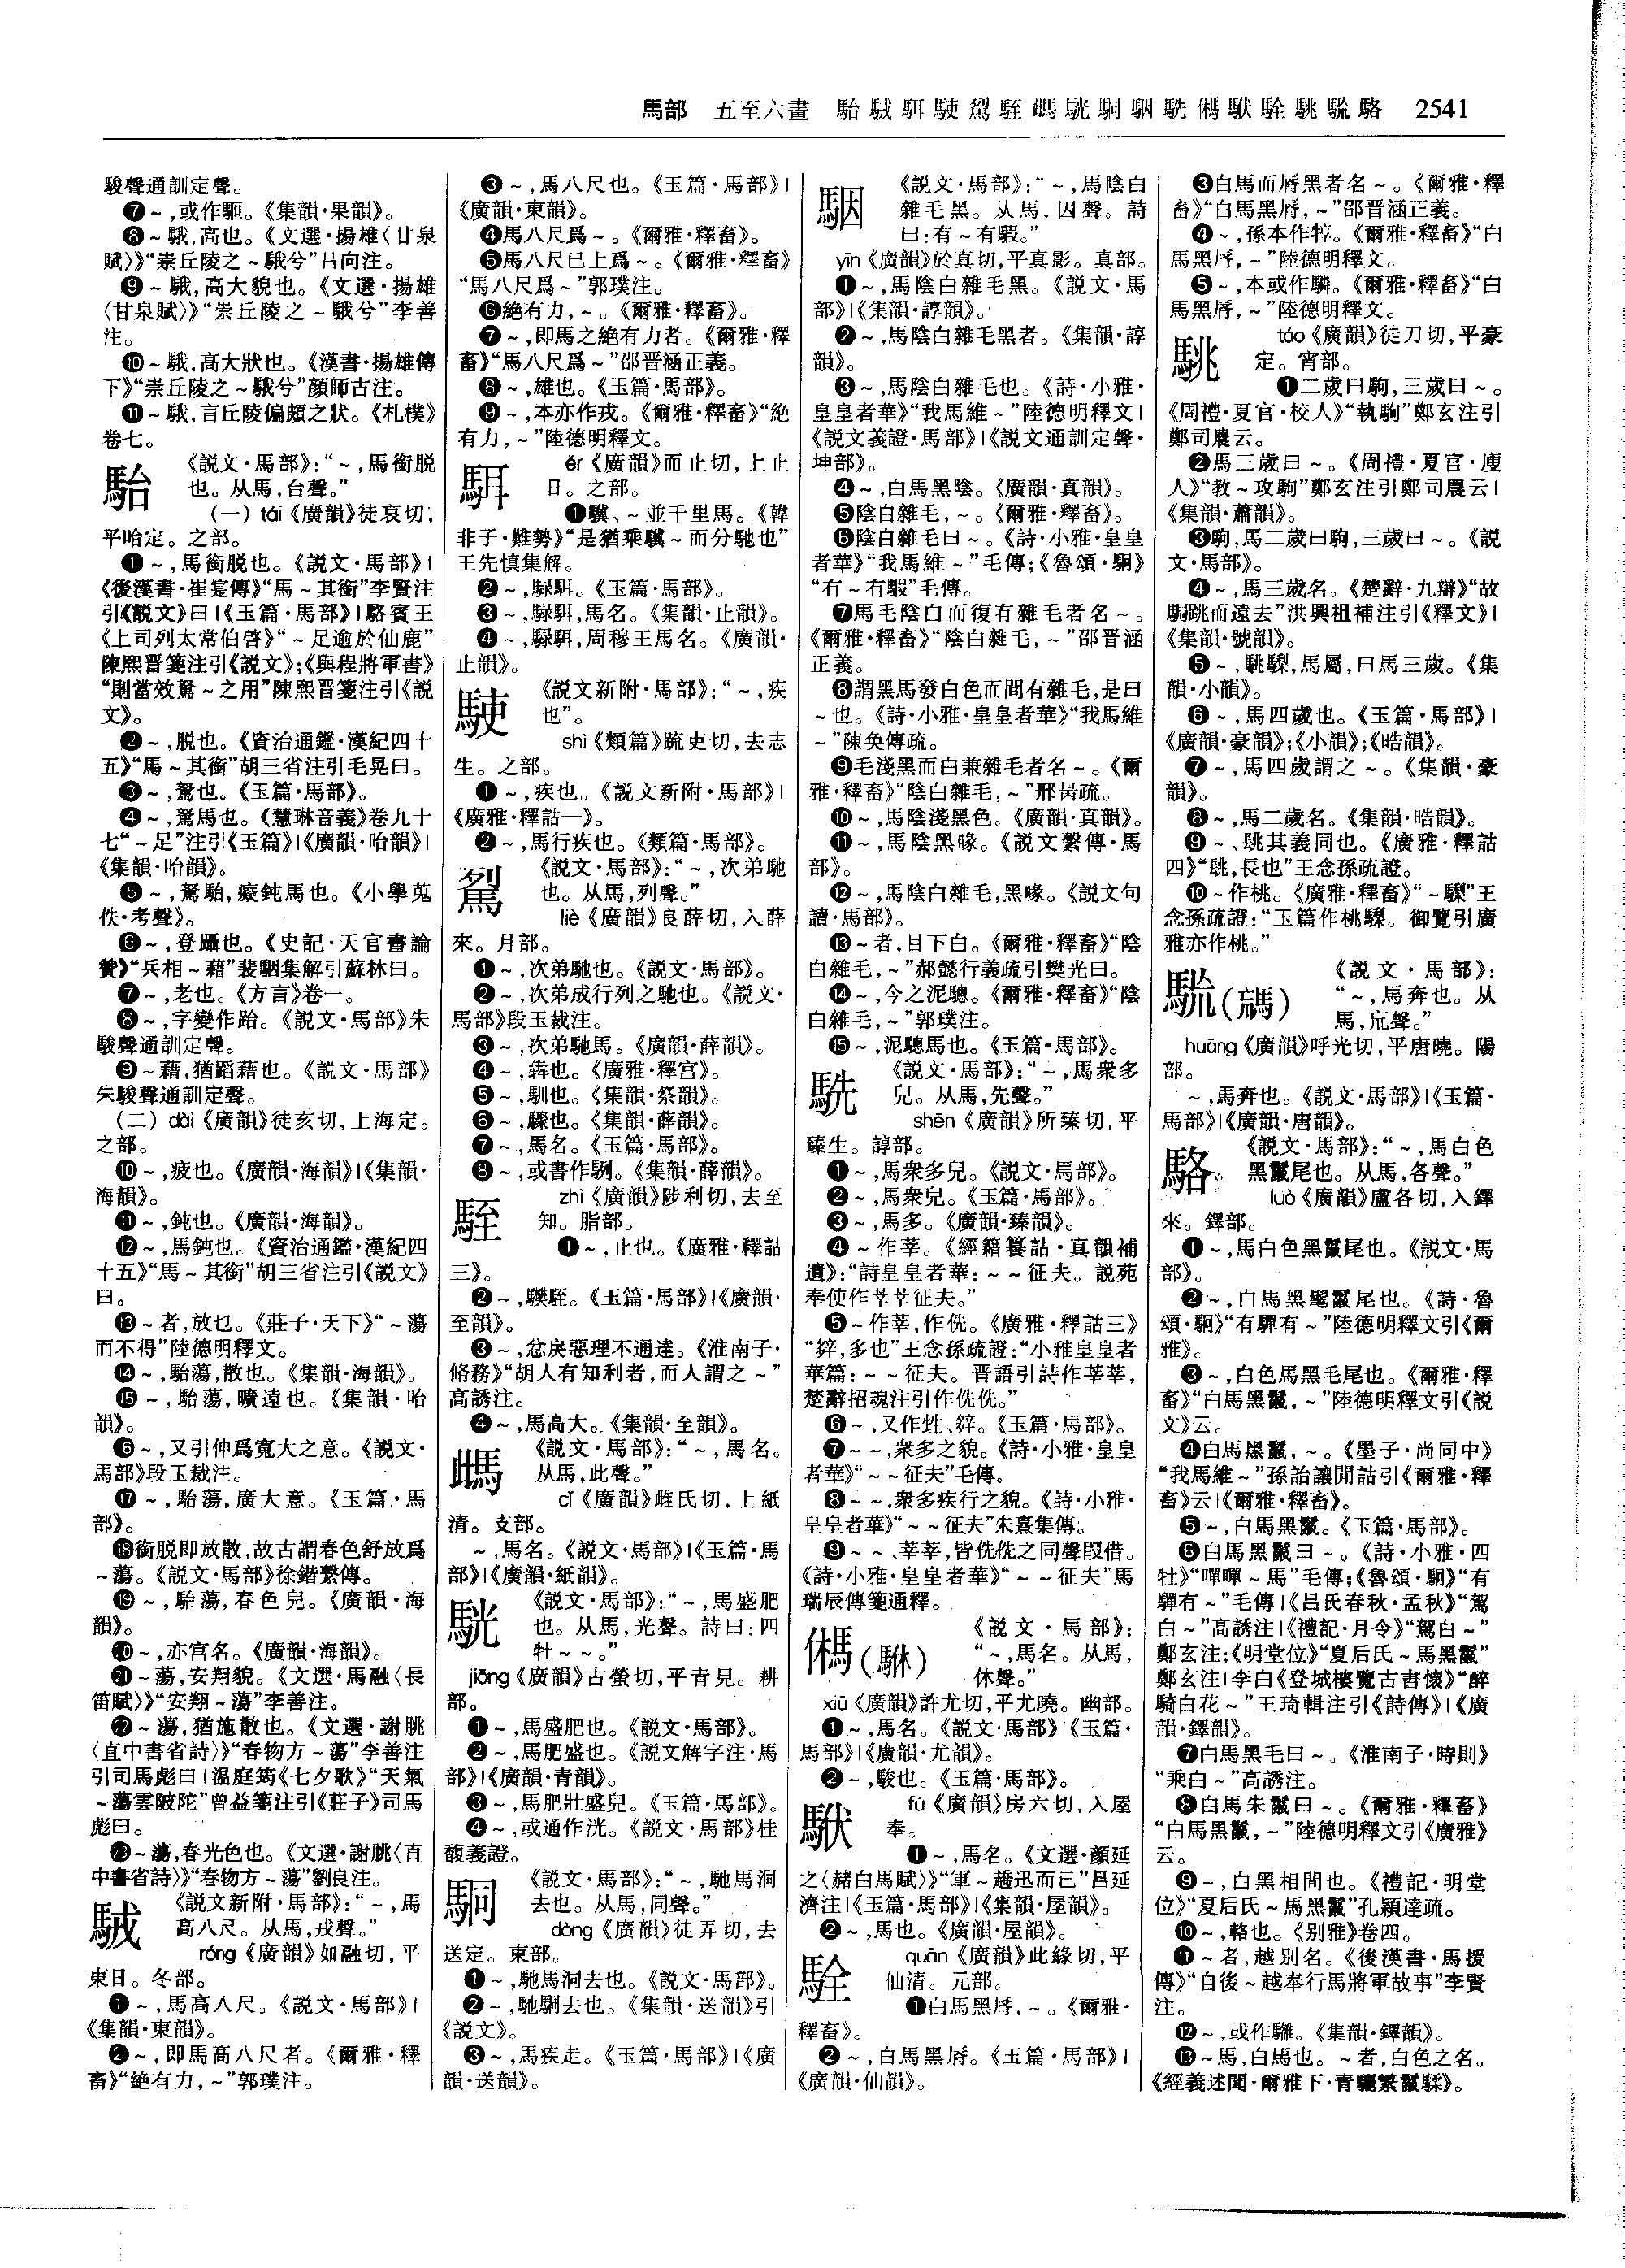 馬部　五至六畫　駘駥駬駛鴷駤䳄駫駉駰駪㐲馱駩駣䮲駱　2541
駿聲通訓定聲。
❼～,或作駆。《集韻·果韻》。
❽～駊,高也。《文選·揚雄〈甘泉
賦〉》“崇丘陵之～駊兮”吕向注。
❾～駊,高大貌也。《文選·揚雄
〈甘泉賦〉》“崇丘陵之～駊兮”李善
注。
❿～駊,高大狀也。《漢書·揚雄傳
下》“崇丘陵之～駊兮”顔師古注。
⓫～駊,言丘陵偏頗之狀。《札樸》
卷七。
駘
《説文·馬部》：“～,馬銜脱
也。从馬,台聲。”
(一) tái《廣韻》徒哀切,
平咍定。之部。
❶～,馬銜脱也。《説文·馬部》|
《後漢書·崔寔傳》“馬～其銜”李賢注
引《説文》曰|《玉篇·馬部》|駱賓王
《上司列太常伯啓》“～足逾於仙鹿”
陳熙晋箋注引《説文》;《與程將軍書》
“則當效駑～之用”陳熙晋箋注引《説
文》。
❷～,脱也。《資治通鑑·漢紀四十
五》“馬～其銜”胡三省注引毛晃曰。
❸～,駑也。《玉篇·馬部》。
❹～,駑馬也。《慧琳音義》卷九十
七“～足”注引《玉篇》|《廣韻·咍韻》|
《集韻·咍韻》。
❺～,駑駘,癡鈍馬也。《小學蒐
佚·考聲》。
❻～,登躡也。《史記·天官書論
贊》“兵相～藉”裴駰集解引蘇林曰。
❼～,老也。《方言》卷一。
❽～,字變作跆。《説文·馬部》朱
駿聲通訓定聲。
❾～藉,猶蹈藉也。《説文·馬部》
朱駿聲通訓定聲。
(二) dài《廣韻》徒亥切,上海定。
之部。
❿～,疲也。《廣韻·海韻》|《集韻·
海韻》。
⓫～,鈍也。《廣韻·海韻》。
⓬～,馬鈍也。《資治通鑑·漢紀四
十五》“馬～其銜”胡三省注引《説文》
曰。
⓭～者,放也。《莊子·天下》“～蕩
而不得”陸德明釋文。
⓮～,駘蕩,散也。《集韻·海韻》。
⓯～,駘蕩,曠遠也。《集韻·咍
韻》。
⓰～,又引伸爲寬大之意。《説文·
馬部》段玉裁注。
⓱～,駘蕩,廣大意。《玉篇·馬
部》。
⓲銜脱即放散,故古謂春色舒放爲
～蕩。《説文·馬部》徐鍇繫傳。
⓳～,駘蕩,春色皃。《廣韻·海
韻》。
⓴～,亦宫名。《廣韻·海韻》。
㉑～蕩,安翔貌。《文選·馬融〈長
笛賦〉》“安翔～蕩”李善注。
㉒～蕩,猶施散也。《文選·謝朓
〈直中書省詩〉》“春物方～蕩”李善注
引司馬彪曰|溫庭筠《七夕歌》“天氣
～蕩雲陂陀”曾益箋注引《莊子》司馬
彪曰。
㉓～蕩,春光色也。《文選·謝朓〈直
中書省詩〉》“春物方～蕩”劉良注。
駥
《説文新附·馬部》：“～,馬
高八尺。从馬,戎聲。”
róng《廣韻》如融切,平
東日。冬部。
❶～,馬高八尺。《説文·馬部》|
《集韻·東韻》。
❷～,即馬高八尺者。《爾雅·釋
畜》“絶有力,～”郭璞注。
❸～,馬八尺也。《玉篇·馬部》|
《廣韻·東韻》。
❹馬八尺爲～。《爾雅·釋畜》。
❺馬八尺已上爲～。《爾雅·釋畜》
“馬八尺爲～”郭璞注。
❻絶有力,～。《爾雅·釋畜》。
❼～,即馬之絶有力者。《爾雅·釋
畜》“馬八尺爲～”邵晋涵正義。
❽～,雄也。《玉篇·馬部》。
❾～,本亦作戎。《爾雅·釋畜》“絶
有力,～”陸德明釋文。
駬
ěr《廣韻》而止切,上止
日。之部。
❶驥、～並千里馬。《韓
非子·難勢》“是猶乘驥～而分馳也”
王先慎集解。
❷～,騄駬。《玉篇·馬部》。
❸～,騄駬,馬名。《集韻·止韻》。
❹～,騄駬,周穆王馬名。《廣韻·
止韻》。
駛
《説文新附·馬部》：“～,疾
也”。
shǐ《類篇》疏吏切,去志
生。之部。
❶～,疾也。《説文新附·馬部》|
《廣雅·釋詁一》。
❷～,馬行疾也。《類篇·馬部》。
鴷
《説文·馬部》：“～,次弟馳
也。从馬,列聲。”
liè《廣韻》良薛切,入薛
來。月部。
❶～,次弟馳也。《説文·馬部》。
❷～,次弟成行列之馳也。《説文·
馬部》段玉裁注。
❸～,次弟馳馬。《廣韻·薛韻》。
❹～,犇也。《廣雅·釋宫》。
❺～,馴也。《集韻·祭韻》。
❻～,驟也。《集韻·薛韻》。
❼～,馬名。《玉篇·馬部》。
❽～,或書作𩢾。《集韻·薛韻》。
駤
zhì《廣韻》陟利切,去至
知。脂部。
❶～,止也。《廣雅·釋詁
三》。
❷～,騤駤。《玉篇·馬部》|《廣韻·
至韻》。
❸～,忿戾惡理不通達。《淮南子·
脩務》“胡人有知利者,而人謂之～”
高誘注。
❹～,馬高大。《集韻·至韻》。
《説文·馬部》：“～,馬名。
从馬,此聲。”
cǐ《廣韻》雌氏切,上紙
清。支部。
～,馬名。《説文·馬部》|《玉篇·馬
部》|《廣韻·紙韻》。
駫
《説文·馬部》：“～,馬盛肥
也。从馬,光聲。詩曰：四
牡～～。”
jiōng《廣韻》古螢切,平青見。耕
部。
❶～,馬盛肥也。《説文·馬部》。
❷～,馬肥盛也。《説文解字注·馬
部》|《廣韻·青韻》。
❸～,馬肥壯盛皃。《玉篇·馬部》。
❹～,或通作洸。《説文·馬部》桂
馥義證。
駧
《説文·馬部》：“～,馳馬洞
去也。从馬,同聲。”
dòng《廣韻》徒弄切,去
送定。東部。
❶～,馳馬洞去也。《説文·馬部》。
❷～,馳駧去也。《集韻·送韻》引
《説文》。
❸～,馬疾走。《玉篇·馬部》|《廣
韻·送韻》。
駰
《説文·馬部》：“～,馬陰白
雜毛黑。从馬,因聲。詩
曰：有～有騢。”
yīn《廣韻》於真切,平真影。真部。
❶～,馬陰白雜毛黑。《説文·馬
部》|《集韻·諄韻》。
❷～,馬陰白雜毛黑者。《集韻·諄
韻》。
❸～,馬陰白雜毛也。《詩·小雅·
皇皇者華》“我馬維～”陸德明釋文|
《説文義證·馬部》|《説文通訓定聲·
坤部》。
❹～,白馬黑陰。《廣韻·真韻》。
❺陰白雜毛,～。《爾雅·釋畜》。
❻陰白雜毛曰～。《詩·小雅·皇皇
者華》“我馬維～”毛傳;《魯頌·駉》
“有～有騢”毛傳。
❼馬毛陰白而復有雜毛者名～。
《爾雅·釋畜》“陰白雜毛,～”邵晋涵
正義。
❽謂黑馬發白色而間有雜毛,是曰
～也。《詩·小雅·皇皇者華》“我馬維
～”陳奂傳疏。
❾毛淺黑而白兼雜毛者名～。《爾
雅·釋畜》“陰白雜毛,～”邢昺疏。
❿～,馬陰淺黑色。《廣韻·真韻》。
⓫～,馬陰黑喙。《説文繫傳·馬
部》。
⓬～,馬陰白雜毛,黑喙。《説文句
讀·馬部》。
⓭～者,目下白。《爾雅·釋畜》“陰
白雜毛,～”郝懿行義疏引樊光曰。
⓮～,今之泥驄。《爾雅·釋畜》“陰
白雜毛,～”郭璞注。
⓯～,泥驄馬也。《玉篇·馬部》。
駪
《説文·馬部》：“～,馬衆多
皃。从馬,先聲。”
shēn《廣韻》所臻切,平
臻生。諄部。
❶～,馬衆多皃。《説文·馬部》。
❷～,馬衆皃。《玉篇·馬部》。
❸～,馬多。《廣韻·臻韻》。
❹～作莘。《經籍籑詁·真韻補
遺》：“詩皇皇者華：～～征夫。説苑
奉使作莘莘征夫。”
❺～作莘,作侁。《廣雅·釋詁三》
“㚞,多也”王念孫疏證：“小雅皇皇者
華篇：～～征夫。晋語引詩作莘莘,
楚辭招魂注引作侁侁。”
❻～,又作甡、㚞。《玉篇·馬部》。
❼～～,衆多之貌。《詩·小雅·皇皇
者華》“～～征夫”毛傳。
❽～～,衆多疾行之貌。《詩·小雅·
皇皇者華》“～～征夫”朱熹集傳。
❾～～、莘莘,皆侁侁之同聲叚借。
《詩·小雅·皇皇者華》“～～征夫”馬
瑞辰傳箋通釋。
《説文·馬部》：
“～,馬名。从馬,
休聲。”
xiū《廣韻》許尤切,平尤曉。幽部。
❶～,馬名。《説文·馬部》|《玉篇·
馬部》|《廣韻·尤韻》。
❷～,駿也。《玉篇·馬部》。
fú《廣韻》房六切,入屋
奉。
❶～,馬名。《文選·顔延
之〈赭白馬賦〉》“軍～趫迅而已”吕延
濟注|《玉篇·馬部》|《集韻·屋韻》。
❷～,馬也。《廣韻·屋韻》。
駩
quān《廣韻》此緣切,平
仙清。元部。
❶白馬黑脣,～。《爾雅·
釋畜》。
❷～,白馬黑脣。《玉篇·馬部》|
《廣韻·仙韻》。
❸白馬而脣黑者名～。《爾雅·釋
畜》“白馬黑脣,～”邵晋涵正義。
❹～,孫本作犉。《爾雅·釋畜》“白
馬黑脣,～”陸德明釋文。
❺～,本或作驎。《爾雅·釋畜》“白
馬黑脣,～”陸德明釋文。
駣
táo《廣韻》徒刀切,平豪
定。宵部。
❶二歲曰駒,三歲曰～。
《周禮·夏官·校人》“執駒”鄭玄注引
鄭司農云。
❷馬三歲曰～。《周禮·夏官·廋
人》“教～攻駒”鄭玄注引鄭司農云|
《集韻·蕭韻》。
❸駒,馬二歲曰駒,三歲曰～。《説
文·馬部》。
❹～,馬三歲名。《楚辭·九辯》“故
駶跳而遠去”洪興祖補注引《釋文》|
《集韻·號韻》。
❺～,駣騥,馬屬,曰馬三歲。《集
韻·小韻》。
❻～,馬四歲也。《玉篇·馬部》|
《廣韻·豪韻》;《小韻》;《晧韻》。
❼～,馬四歲謂之～。《集韻·豪
韻》。
❽～,馬二歲名。《集韻·晧韻》。
❾～、駣其義同也。《廣雅·釋詁
四》“镻,長也”王念孫疏證。
❿～作桃。《廣雅·釋畜》“～騥”王
念孫疏證：“玉篇作桃騥。御覽引廣
雅亦作桃。”
《説文·馬部》：
“～,馬奔也。从
馬,㡆聲。”
huāng《廣韻》呼光切,平唐曉。陽
部。
～,馬奔也。《説文·馬部》|《玉篇·
馬部》|《廣韻·唐韻》。
駱
《説文·馬部》：“～,馬白色
黑鬣尾也。从馬,各聲。”
luò《廣韻》盧各切,入鐸
來。鐸部。
❶～,馬白色黑鬣尾也。《説文·馬
部》。
❷～,白馬黑髦鬣尾也。《詩·魯
頌·駉》“有驒有～”陸德明釋文引《爾
雅》。
❸～,白色馬黑毛尾也。《爾雅·釋
畜》“白馬黑鬣,～”陸德明釋文引《説
文》云。
❹白馬黑鬣,～。《墨子·尚同中》
“我馬維～”孫詒讓閒詁引《爾雅·釋
畜》云|《爾雅·釋畜》。
❺～,白馬黑鬣。《玉篇·馬部》。
❻白馬黑鬣曰～。《詩·小雅·四
牡》“嘽嘽～馬”毛傳;《魯頌·駉》“有
驒有～”毛傳|《吕氏春秋·孟秋》“駕
白～”高誘注|《禮記·月令》“駕白～”
鄭玄注;《明堂位》“夏后氏～馬黑鬣”
鄭玄注|李白《登城樓覽古書懷》“醉
騎白花～”王琦輯注引《詩傳》|《廣
韻·鐸韻》。
❼白馬黑毛曰～。《淮南子·時則》
“乘白～”高誘注。
❽白馬朱鬣曰～。《爾雅·釋畜》
“白馬黑鬣,～”陸德明釋文引《廣雅》
云。
❾～,白黑相間也。《禮記·明堂
位》“夏后氏～馬黑鬣”孔穎達疏。
❿～,輅也。《别雅》卷四。
⓫～者,越别名。《後漢書·馬援
傳》“自後～越奉行馬將軍故事”李賢
注。
⓬～,或作雒。《集韻·鐸韻》。
⓭～馬,白馬也。～者,白色之名。
《經義述聞·爾雅下·青驪繁鬣騥》。